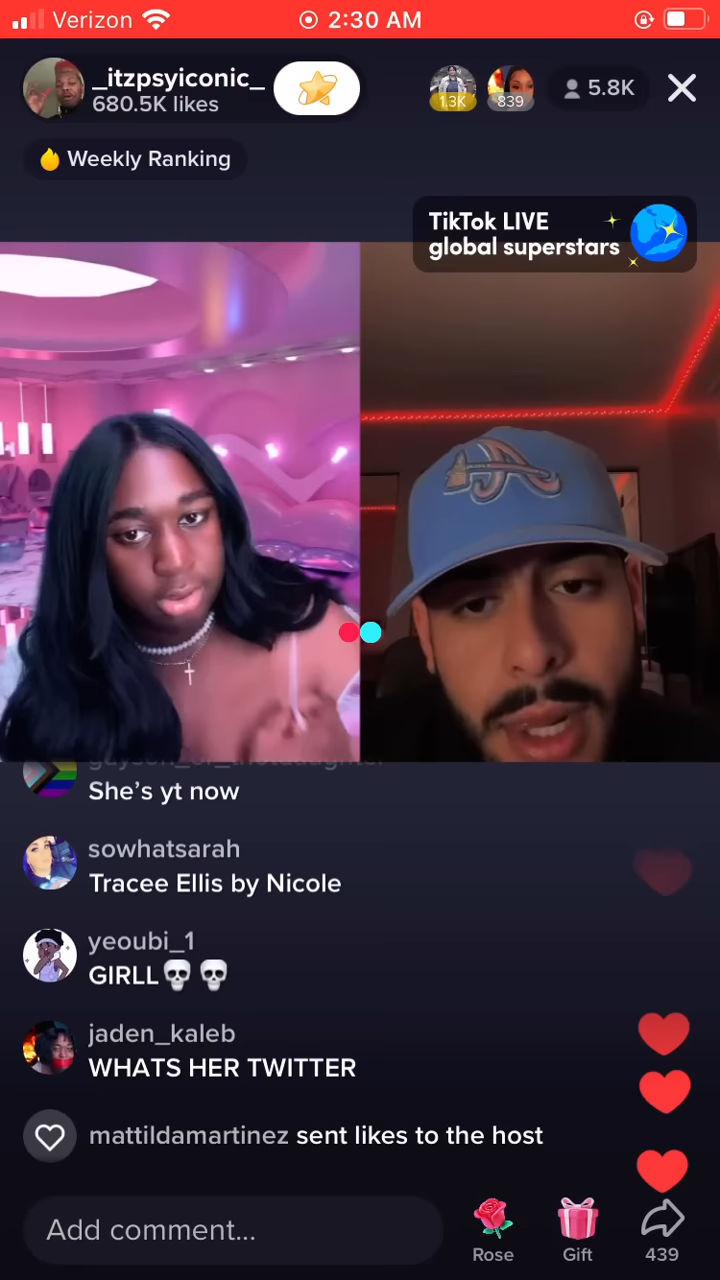 Verizon 2:30 AM
_itzpsyiconic_
680.5K likes
1.3K
839
5.8K
Weekly Ranking
TikTok LIVE
global superstars
A
She's yt now
sowhatsarah
Tracee Ellis by Nicole
yeoubi_1
GIRLL💀💀
jaden_kaleb
WHATS HER TWITTER
mattildamartinez sent likes to the host
Add comment...
Rose
Gift
439